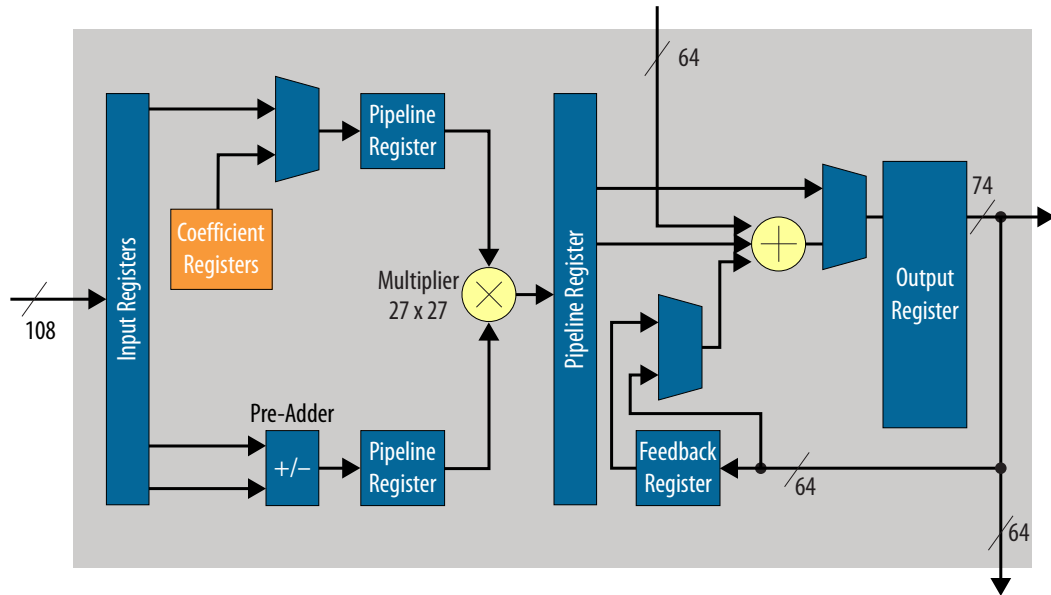 64
Input Registers
Pipeline
Register
Coefficient
Registers
108
Multiplier
27 x 27
×
Pre-Adder
+/−
Pipeline
Register
Pipeline Register
+
74
Output
Register
Feedback
Register
64
64